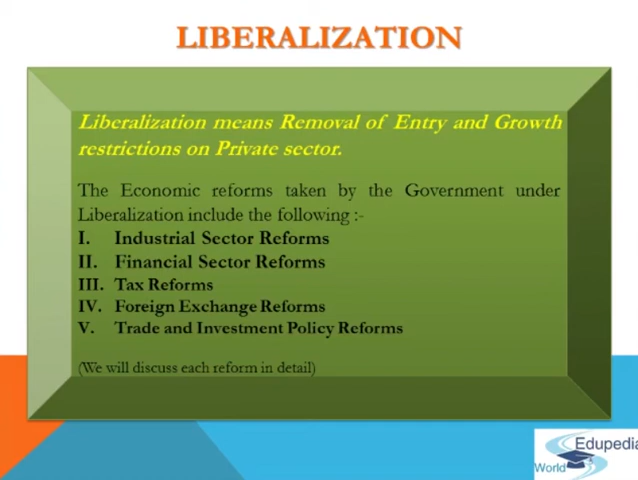 LIBERALIZATION
Liberalization means Removal of Entry and Growth
restrictions on Private sector.
The Economic reforms taken by the Government under
Liberalization include the following :-
I. Industrial Sector Reforms
II. Financial Sector Reforms
III. Tax Reforms
IV. Foreign Exchange Reforms
V. Trade and Investment Policy Reforms
(We will discuss each reform in detail)
Edupedia
World